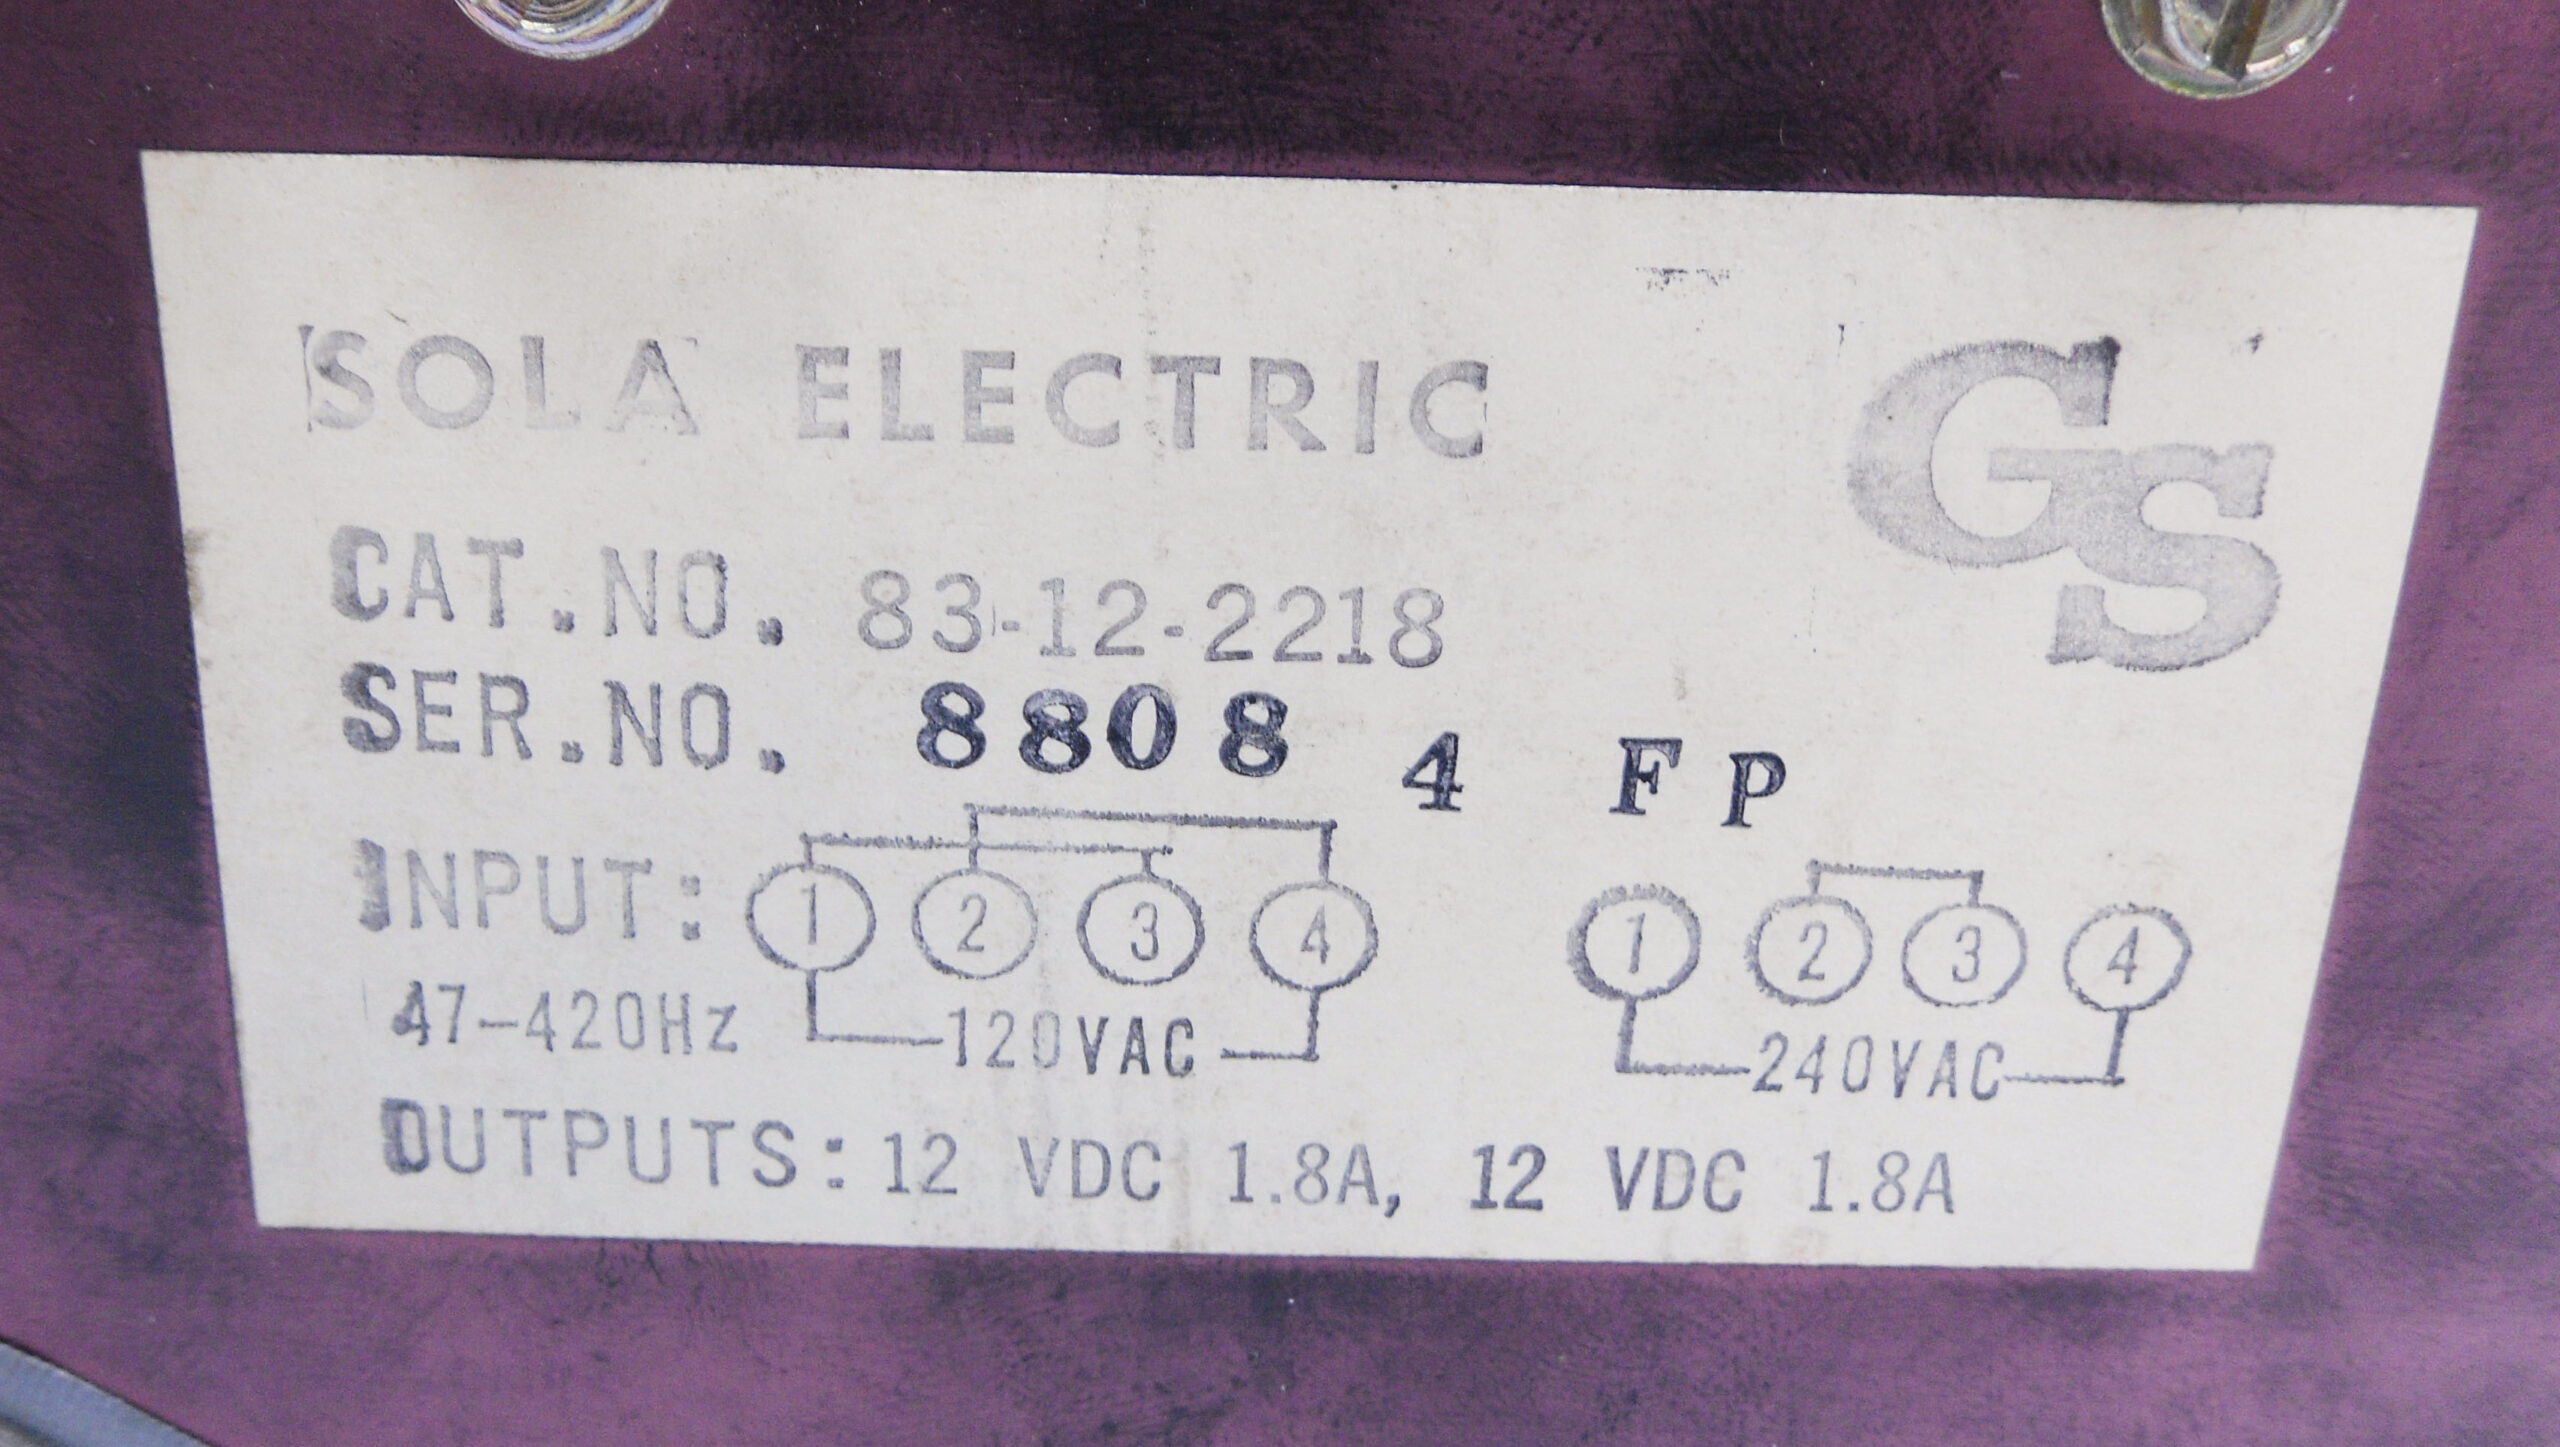 SOLA ELECTRIC
GS
CAT.NO. 83-12-2218
SER.NO. 8808 4 FP
INPUT: 1 2 3 4 1 2 3 4
47-420Hz 120VAC 240VAC
OUTPUTS: 12 VDC 1.8A, 12 VDC 1.8A